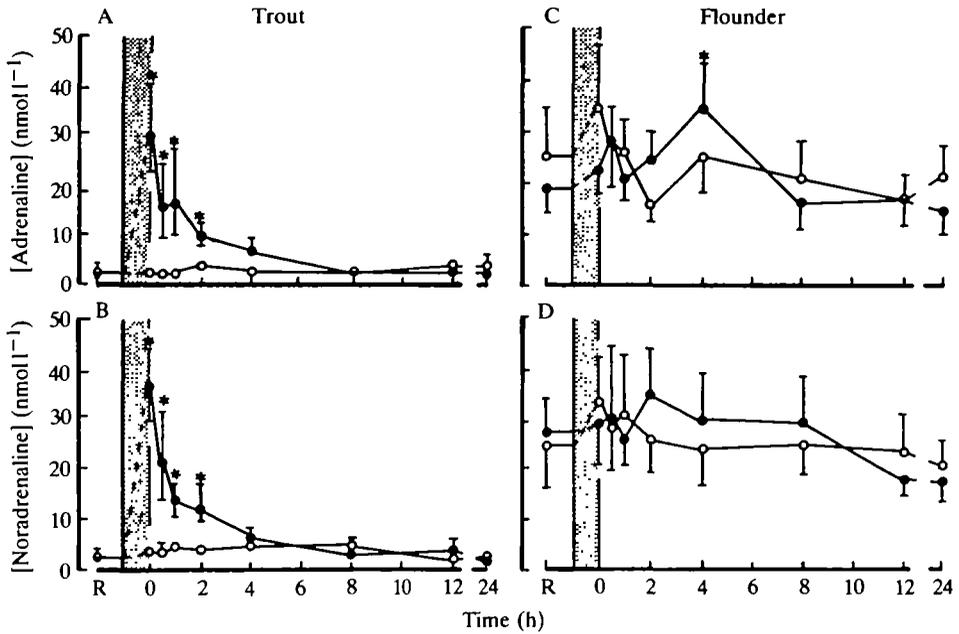 A Trout C Flounder
50
40
30
20
10
0
[Adrenaline] (nmol l−1)
* * * * *
B D
50
40
30
20
10
0
[Noradrenaline] (nmol l−1)
* * * *
R 0 2 4 6 8 10 12 24 R 0 2 4 6 8 10 12 24
Time (h)